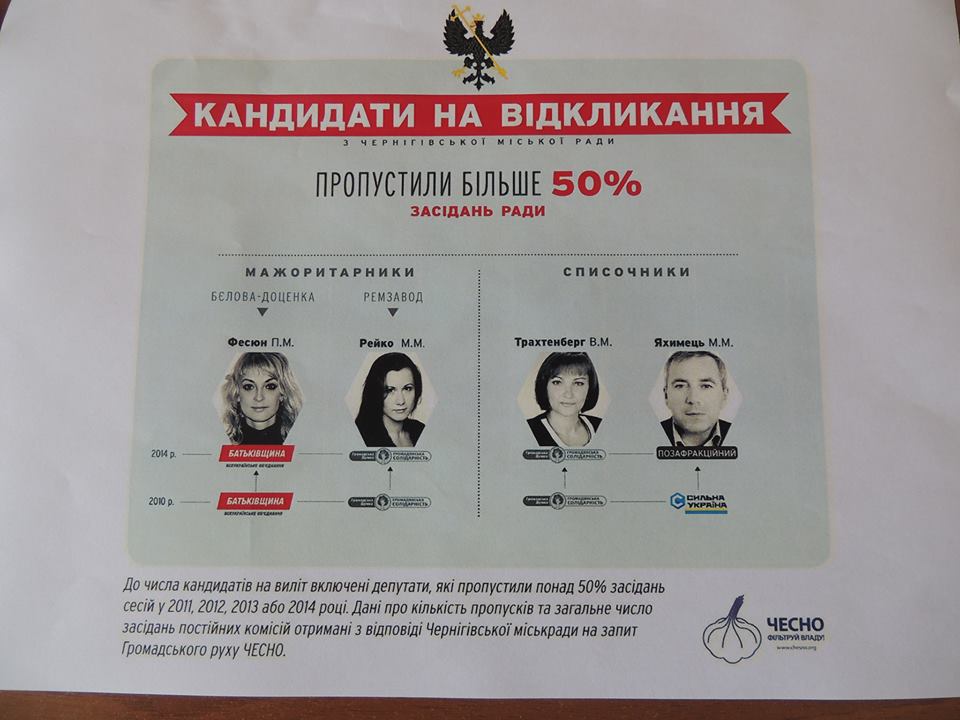 КАНДИДАТИ НА ВІДКЛИКАННЯ
З ЧЕРНІГІВСЬКОЇ МІСЬКОЇ РАДИ
ПРОПУСТИЛИ БІЛЬШЕ 50%
ЗАСІДАНЬ РАДИ
МАЖОРИТАРНИКИ СПИСОЧНИКИ
БЄЛОВА-ДОЦЕНКА РЕМЗАВОД
Фесюн П.М. Рейко М.М. Трахтенберг В.М. Яхимець М.М.
2014 р. БАТЬКІВЩИНА ГРОМАДЯНСЬКА СОЛІДАРНІСТЬ ГРОМАДЯНСЬКА СОЛІДАРНІСТЬ ПОЗАФРАКЦІЙНИЙ
ВСЕУКРАЇНСЬКЕ ОБ'ЄДНАННЯ
2010 р. БАТЬКІВЩИНА ГРОМАДЯНСЬКА СОЛІДАРНІСТЬ ГРОМАДЯНСЬКА СОЛІДАРНІСТЬ СИЛЬНА УКРАЇНА
ВСЕУКРАЇНСЬКЕ ОБ'ЄДНАННЯ
До числа кандидатів на виліт включені депутати, які пропустили понад 50% засідань
сесій у 2011, 2012, 2013 або 2014 році. Дані про кількість пропусків та загальне число
засідань постійних комісій отримані з відповіді Чернігівської міськради на запит
Громадського руху ЧЕСНО.
ЧЕСНО
ФІЛЬТРУЙ ВЛАДУ!
www.chesno.org